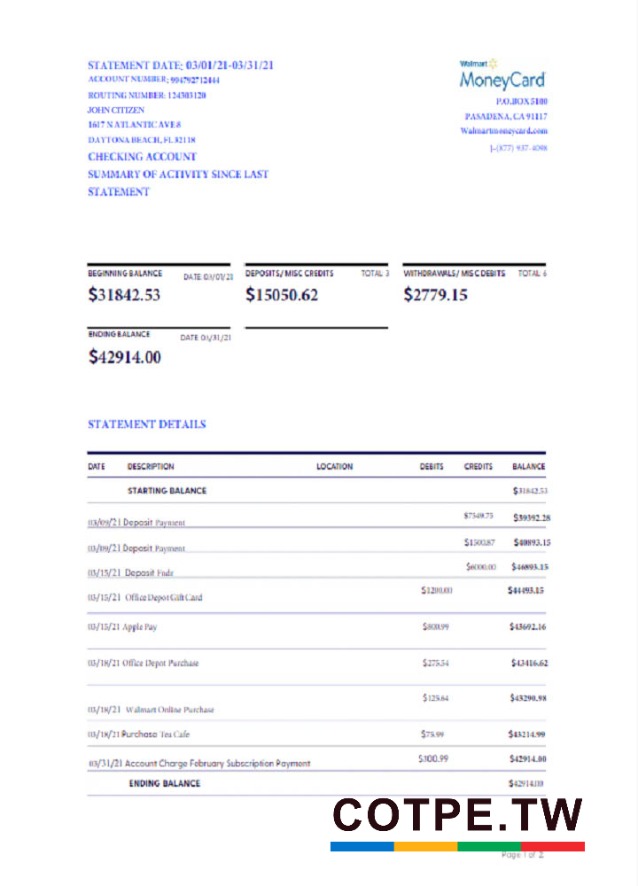 STATEMENT DATE: 03/01/21-03/31/21
ACCOUNT NUMBER:
ROUTING NUMBER: 124303120
JOHN CITIZEN
1617 N ATLANTIC AVE 8
DAYTONA BEACH, FL 32118
CHECKING ACCOUNT
SUMMARY OF ACTIVITY SINCE LAST
STATEMENT
Walmart
MoneyCard
P.O.BOX 5100
PASADENA, CA 91117
Walmartmoneycard.com
1-(877) 937-4098
BEGINNING BALANCE DATE 03/01/21 DEPOSITS/ MISC CREDITS TOTAL 3 WITHDRAWALS/ MISC DEBITS TOTAL 6
$31842.53 $15050.62 $2779.15
ENDING BALANCE DATE 03/31/21
$42914.00
STATEMENT DETAILS
DATE DESCRIPTION LOCATION DEBITS CREDITS BALANCE
STARTING BALANCE $31842.53
03/09/21 Deposit Payment $7549.75 $39392.28
03/09/21 Deposit Payment $1500.87 $40893.15
03/15/21 Deposit $6000.00 $46893.15
03/15/21 Office Depot Gift Card $1200.00 $44493.15
03/15/21 Apple Pay $800.99 $43692.16
03/18/21 Office Depot Purchase $275.54 $43416.62
03/18/21 Walmart Online Purchase $125.64 $43290.98
03/18/21 Purchase Tea Cafe $75.99 $43214.99
03/31/21 Account Charge February Subscription Payment $300.99 $42914.00
ENDING BALANCE $42914.00
COTPE.TW
Page 1 of 2